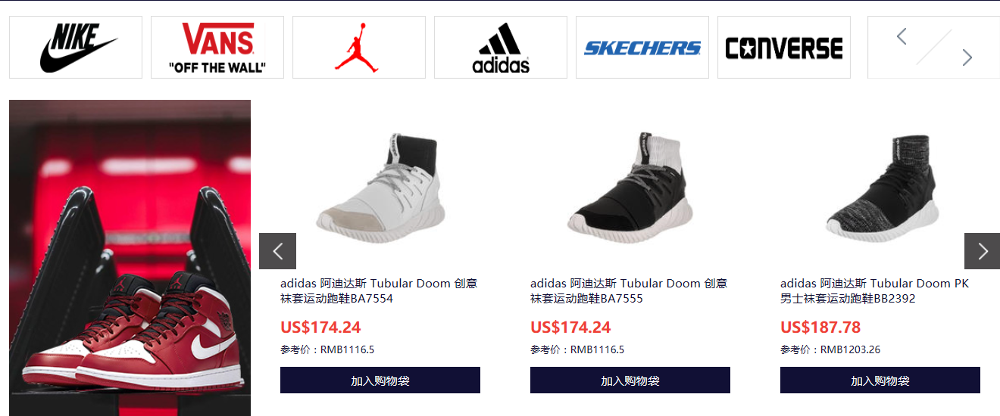 NIKE
VANS
"OFF THE WALL"
adidas
SKECHERS
CONVERSE
adidas 阿迪达斯 Tubular Doom 创意
袜套运动跑鞋BA7554
US$174.24
参考价：RMB1116.5
加入购物袋
adidas 阿迪达斯 Tubular Doom 创意
袜套运动跑鞋BA7555
US$174.24
参考价：RMB1116.5
加入购物袋
adidas 阿迪达斯 Tubular Doom PK
男士袜套运动跑鞋BB2392
US$187.78
参考价：RMB1203.26
加入购物袋